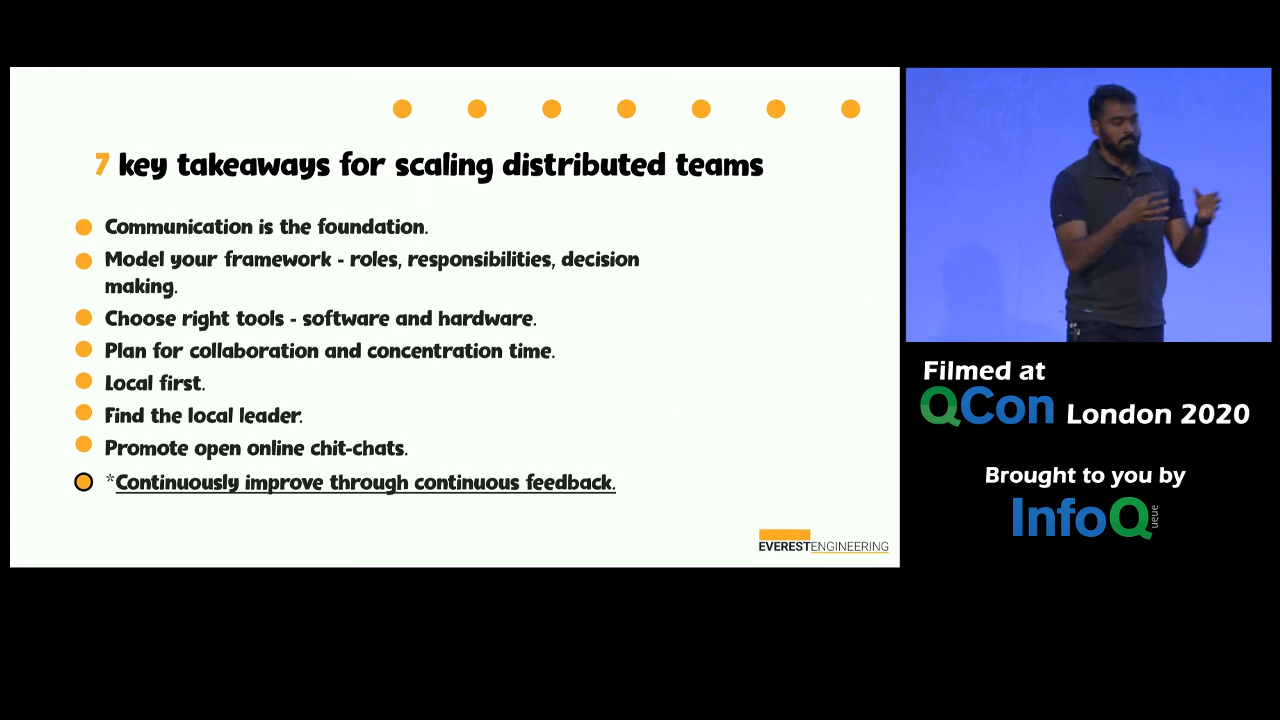 7 key takeaways for scaling distributed teams
Communication is the foundation.
Model your framework - roles, responsibilities, decision
making.
Choose right tools - software and hardware.
Plan for collaboration and concentration time.
Local first.
Find the local leader.
Promote open online chit-chats.
*Continuously improve through continuous feedback.
EVERESTENGINEERING
Filmed at
QCon London 2020
Brought to you by
InfoQueue